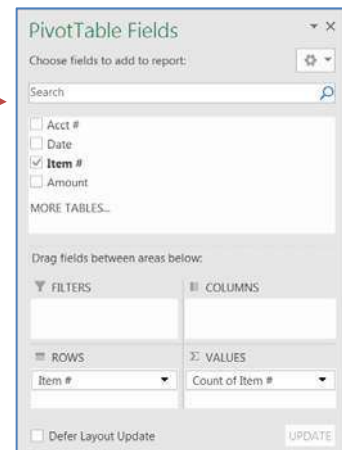 PivotTable Fields
Choose fields to add to report:
Search
Acct #
Date
Item #
Amount
MORE TABLES...
Drag fields between areas below:
FILTERS
COLUMNS
ROWS
VALUES
Item #
Count of Item #
Defer Layout Update
UPDATE